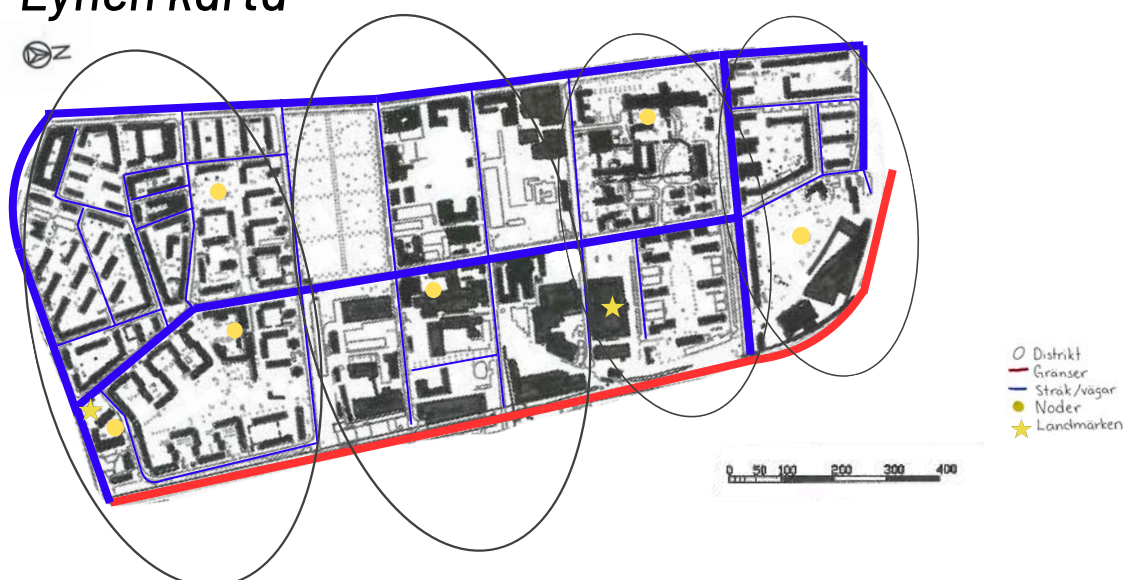 Lynch karta
N
Distrikt
Gränser
Stråk/vägar
Noder
Landmärken
0 50 100 200 300 400